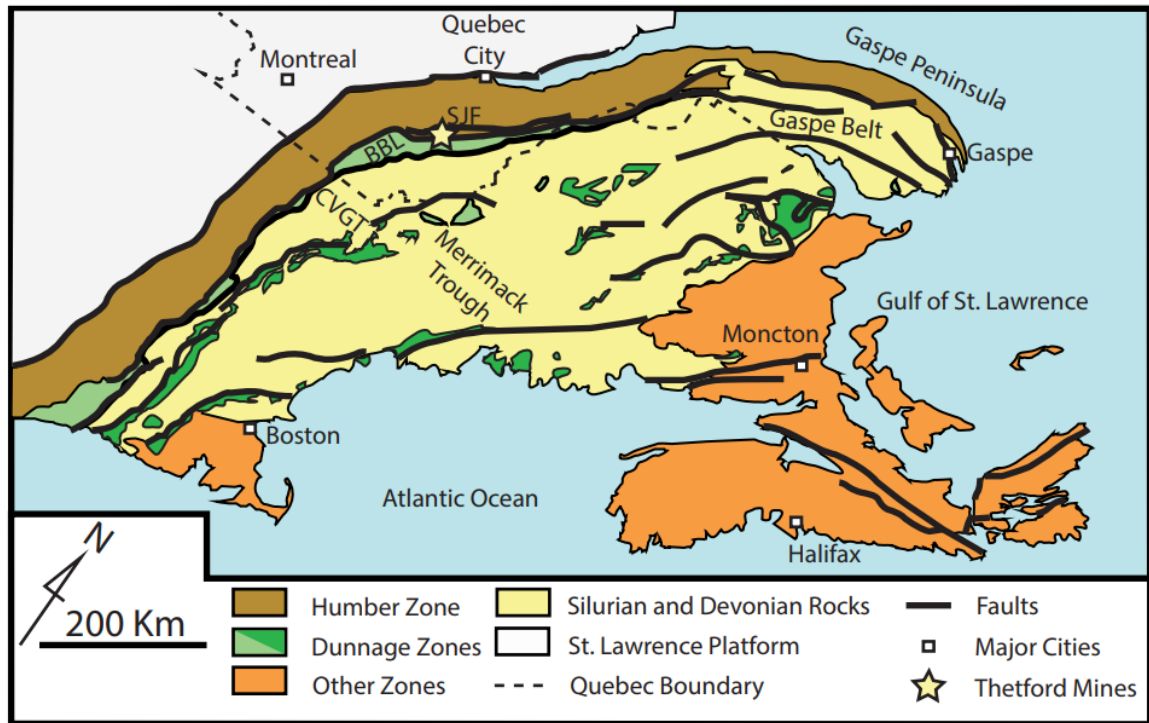 Quebec
City
Montreal
Gaspe Peninsula
SJF
BBL
Gaspe Belt
Gaspe
CVGT
Merrimack
Trough
Gulf of St. Lawrence
Moncton
Boston
Atlantic Ocean
Halifax
N
200 Km
Humber Zone
Dunnage Zones
Other Zones
Silurian and Devonian Rocks
St. Lawrence Platform
Quebec Boundary
Faults
Major Cities
Thetford Mines